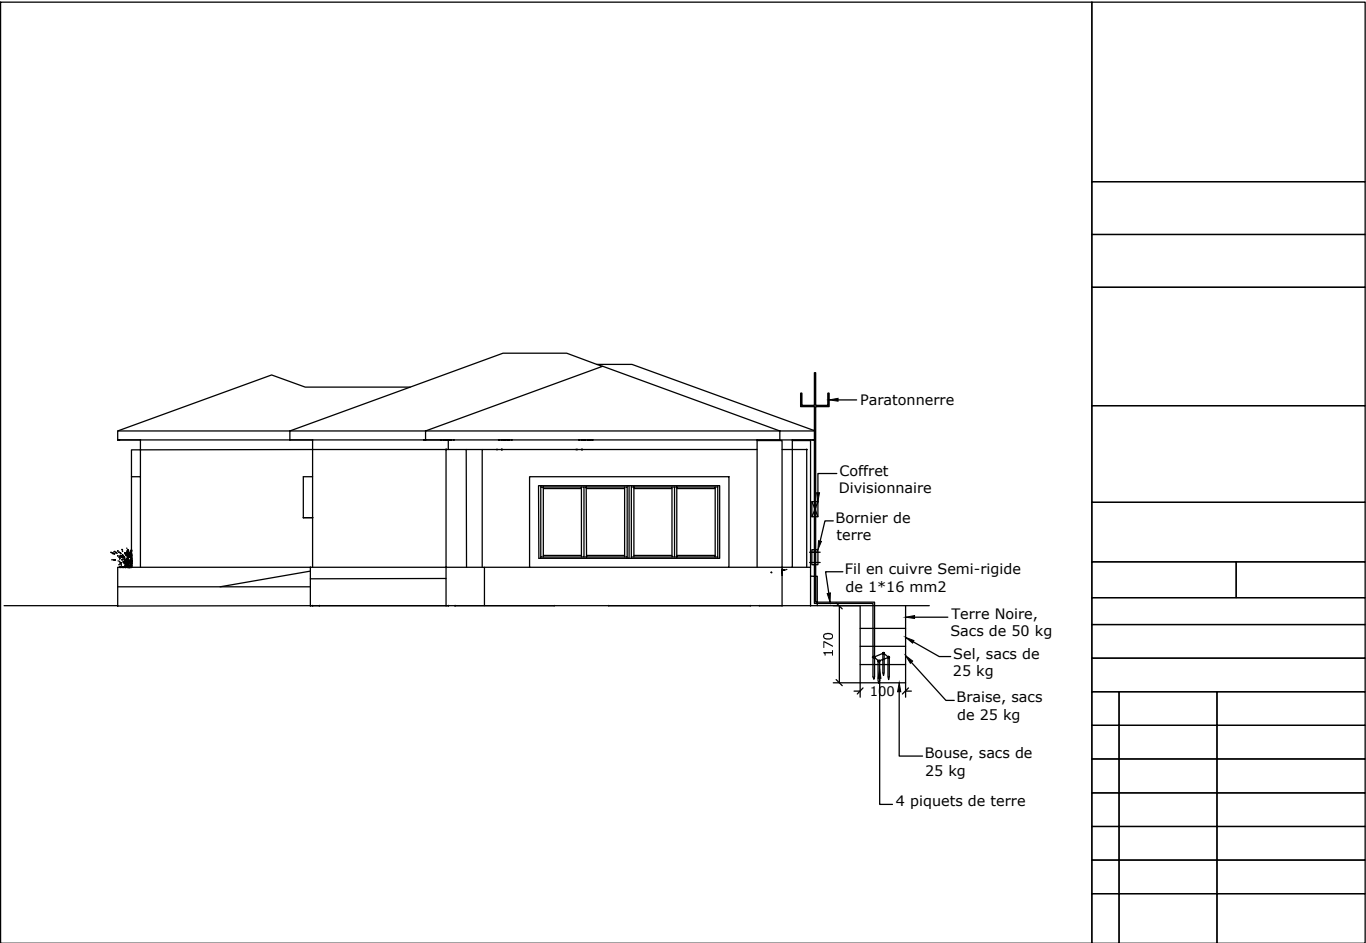 Paratonnerre
Coffret
Divisionnaire
Bornier de
terre
Fil en cuivre Semi-rigide
de 1*16 mm2
Terre Noire,
Sacs de 50 kg
170
Sel, sacs de
25 kg
100
Braise, sacs
de 25 kg
Bouse, sacs de
25 kg
4 piquets de terre